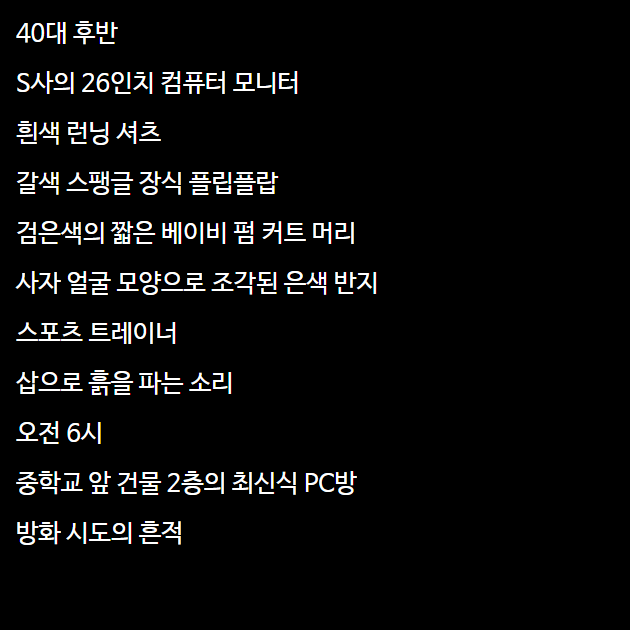 40대 후반
S사의 26인치 컴퓨터 모니터
흰색 런닝 셔츠
갈색 스팽글 장식 플립플랍
검은색의 짧은 베이비 펌 커트 머리
사자 얼굴 모양으로 조각된 은색 반지
스포츠 트레이너
삽으로 흙을 파는 소리
오전 6시
중학교 앞 건물 2층의 최신식 PC방
방화 시도의 흔적